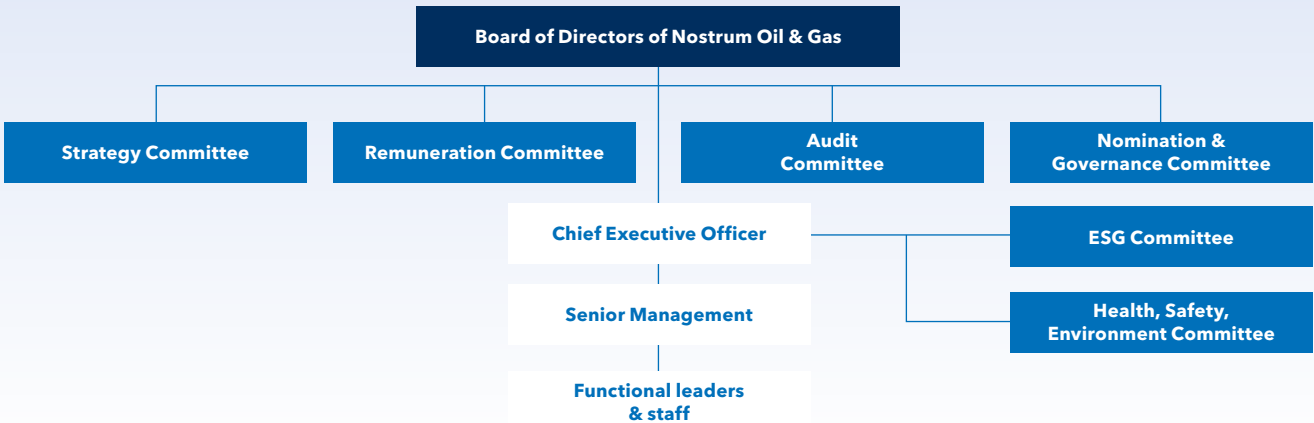 Board of Directors of Nostrum Oil & Gas
Strategy Committee
Remuneration Committee
Audit
Committee
Nomination &
Governance Committee
Chief Executive Officer
ESG Committee
Senior Management
Health, Safety,
Environment Committee
Functional leaders
& staff